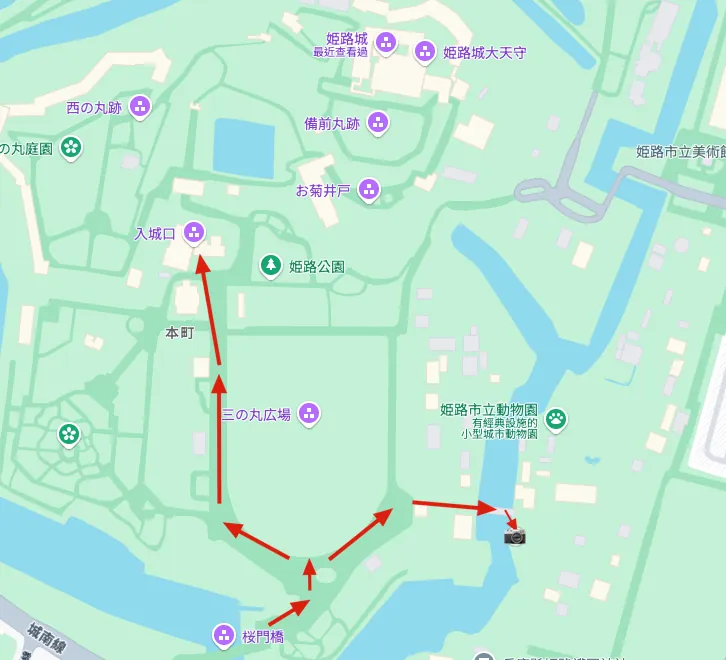 姫路城
最近查看過
姫路城大天守
西の丸跡
備前丸跡
の丸庭園
姫路市立美術館
お菊井戸
入城口
姫路公園
本町
三の丸広場
姫路市立動物園
有經典設施的
小型城市動物園
桜門橋
城南線